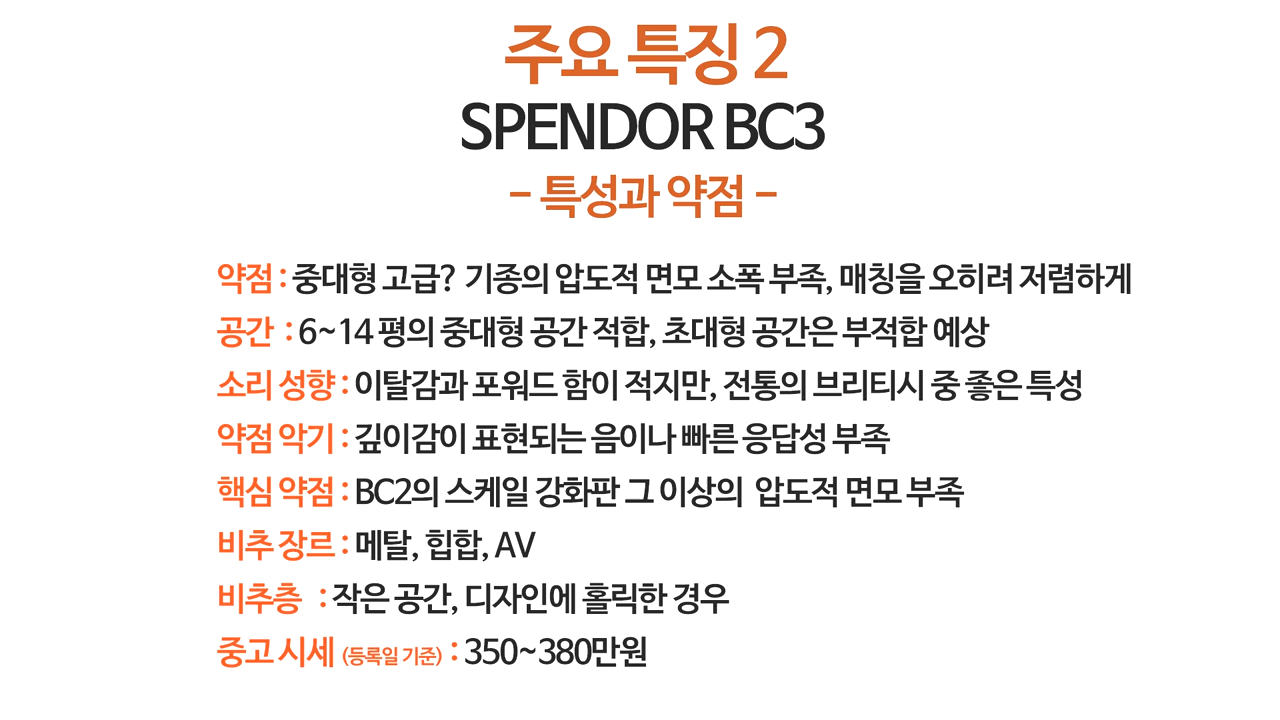 주요 특징 2
SPENDOR BC3
- 특성과 약점 -
약점 : 중대형 고급? 기종의 압도적 면모 소폭 부족, 매칭을 오히려 저렴하게
공간 : 6~14 평의 중대형 공간 적합, 초대형 공간은 부적합 예상
소리 성향 : 이탈감과 포워드 함이 적지만, 전통의 브리티시 중 좋은 특성
약점 악기 : 깊이감이 표현되는 음이나 빠른 응답성 부족
핵심 약점 : BC2의 스케일 강화판 그 이상의 압도적 면모 부족
비추 장르 : 메탈, 힙합, AV
비추층 : 작은 공간, 디자인에 홀릭한 경우
중고 시세 (등록일 기준) : 350~380만원